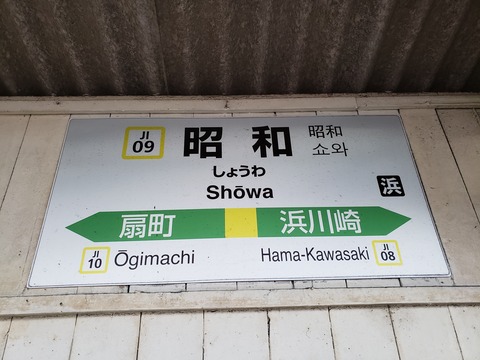 JI 09 昭和 昭和
쇼와
しょうわ
Shōwa
浜
扇町 浜川崎
JI 10 Ōgimachi Hama-Kawasaki JI 08